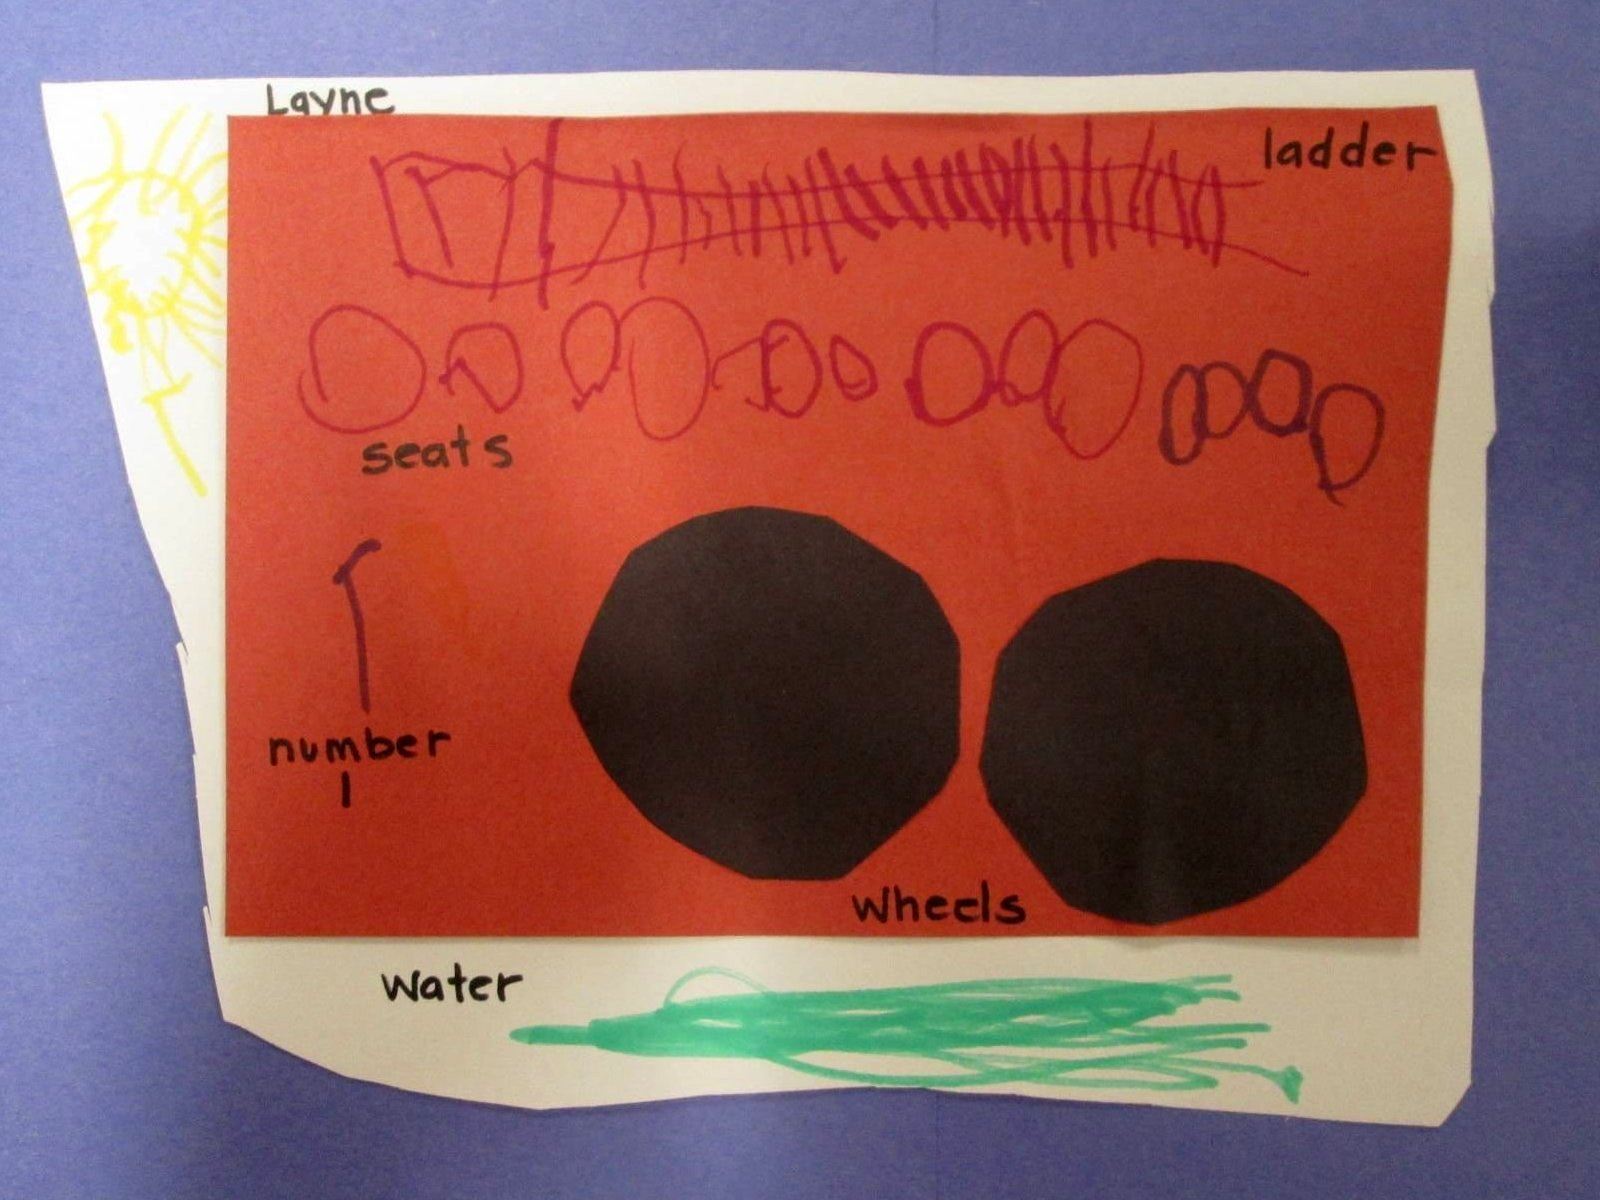 Layne
ladder
seats
number
1
wheels
water